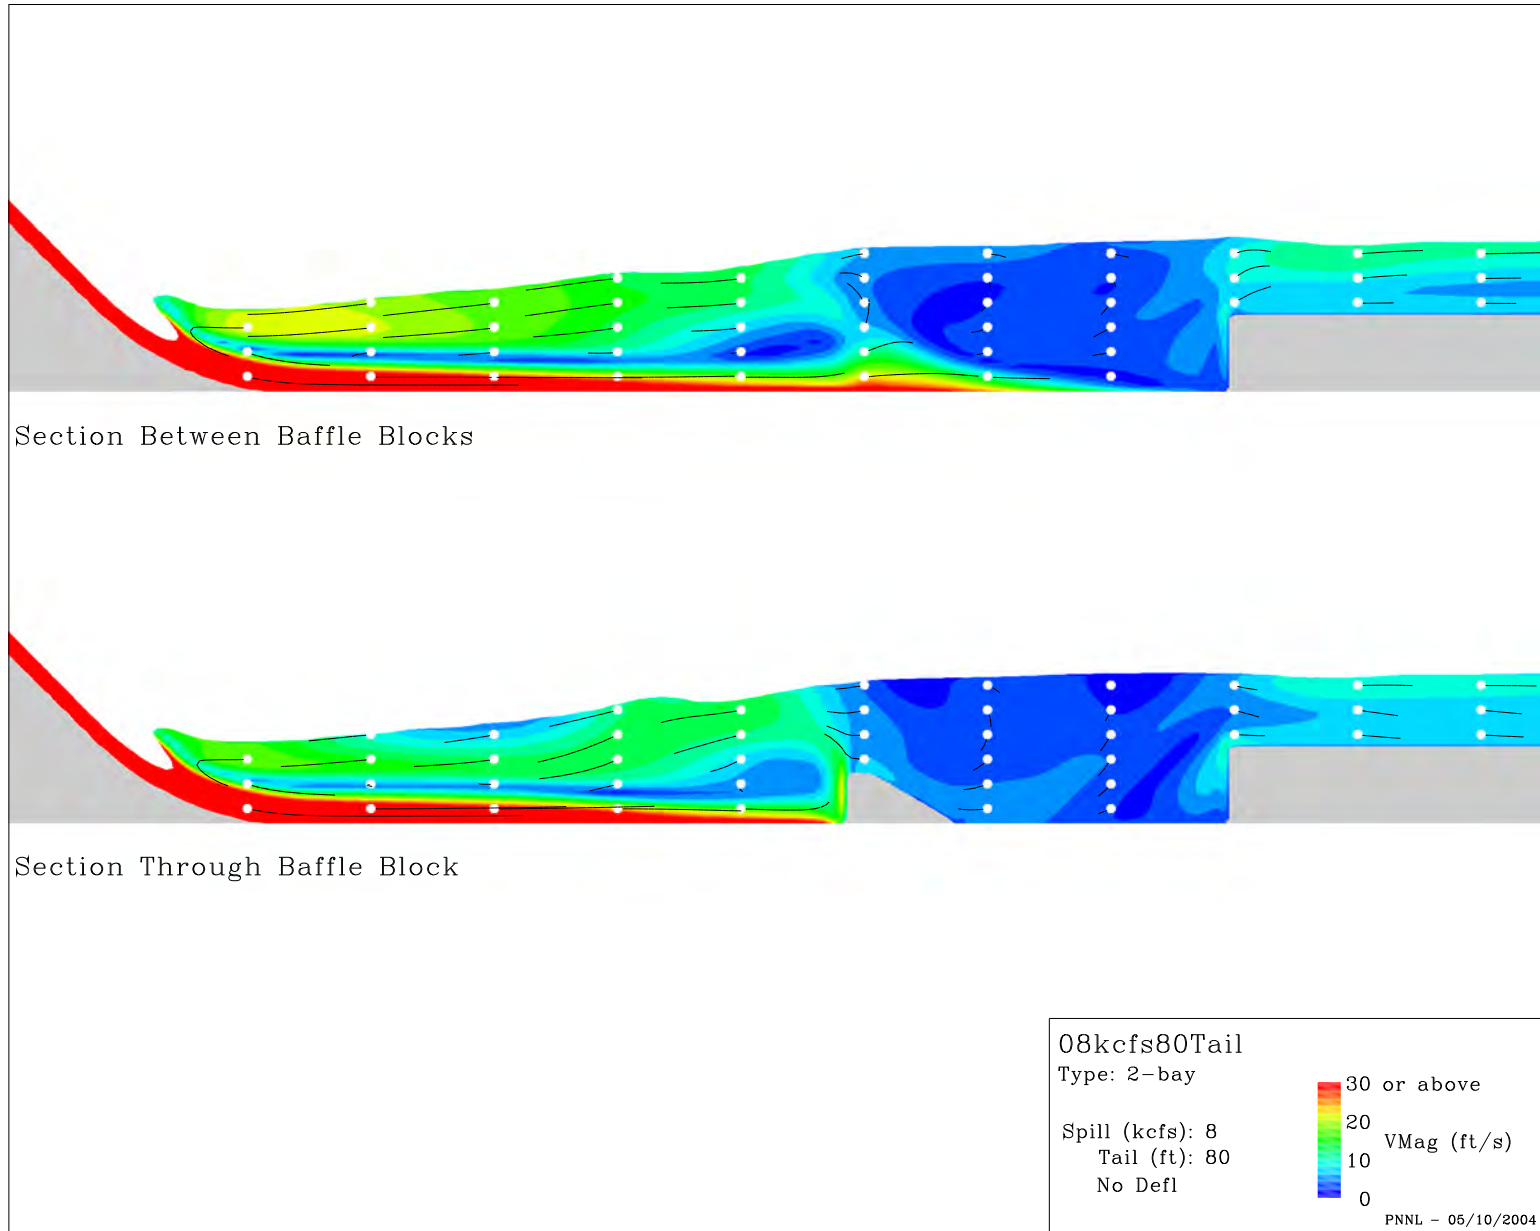 Section Between Baffle Blocks
Section Through Baffle Block
08kcfs80Tail
Type: 2-bay
Spill (kcfs): 8
Tail (ft): 80
No Defl
30 or above
20
VMag (ft/s)
10
0
PNNL - 05/10/2004